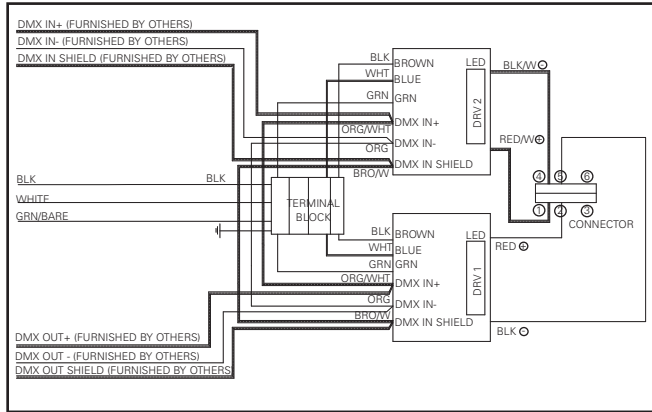 DMX IN+ (FURNISHED BY OTHERS)
DMX IN- (FURNISHED BY OTHERS)
DMX IN SHIELD (FURNISHED BY OTHERS)
BLK
WHT
GRN
ORG/WHT
ORG
BRO/W
BROWN
BLUE
GRN
DMX IN+
DMX IN-
DMX IN SHIELD
LED
DRV 2
BLK/W
RED/W
4 5 6
1 2 3
CONNECTOR
BLK
BLK
WHITE
GRN/BARE
TERMINAL
BLOCK
BLK
WHT
GRN
ORG/WHT
ORG
BRO/W
BROWN
BLUE
GRN
DMX IN+
DMX IN-
DMX IN SHIELD
LED
DRV 1
RED +
BLK -
DMX OUT+ (FURNISHED BY OTHERS)
DMX OUT - (FURNISHED BY OTHERS)
DMX OUT SHIELD (FURNISHED BY OTHERS